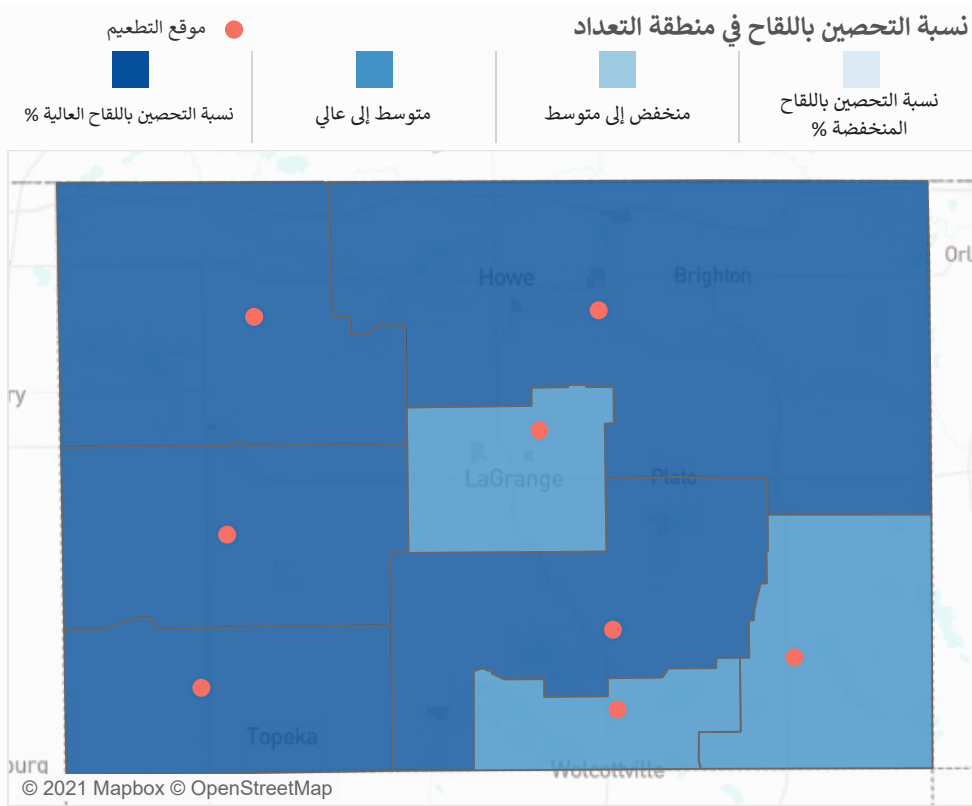 نسبة التحصين باللقاح في منطقة التعداد
موقع التطعيم
نسبة التحصين باللقاح
المنخفضة %
منخفض إلى متوسط
متوسط إلى عالي
نسبة التحصين باللقاح العالية %
Orl
Howe
Brighton
ry
LaGrange
Plato
Topeka
burg
Wolcottville
© 2021 Mapbox © OpenStreetMap